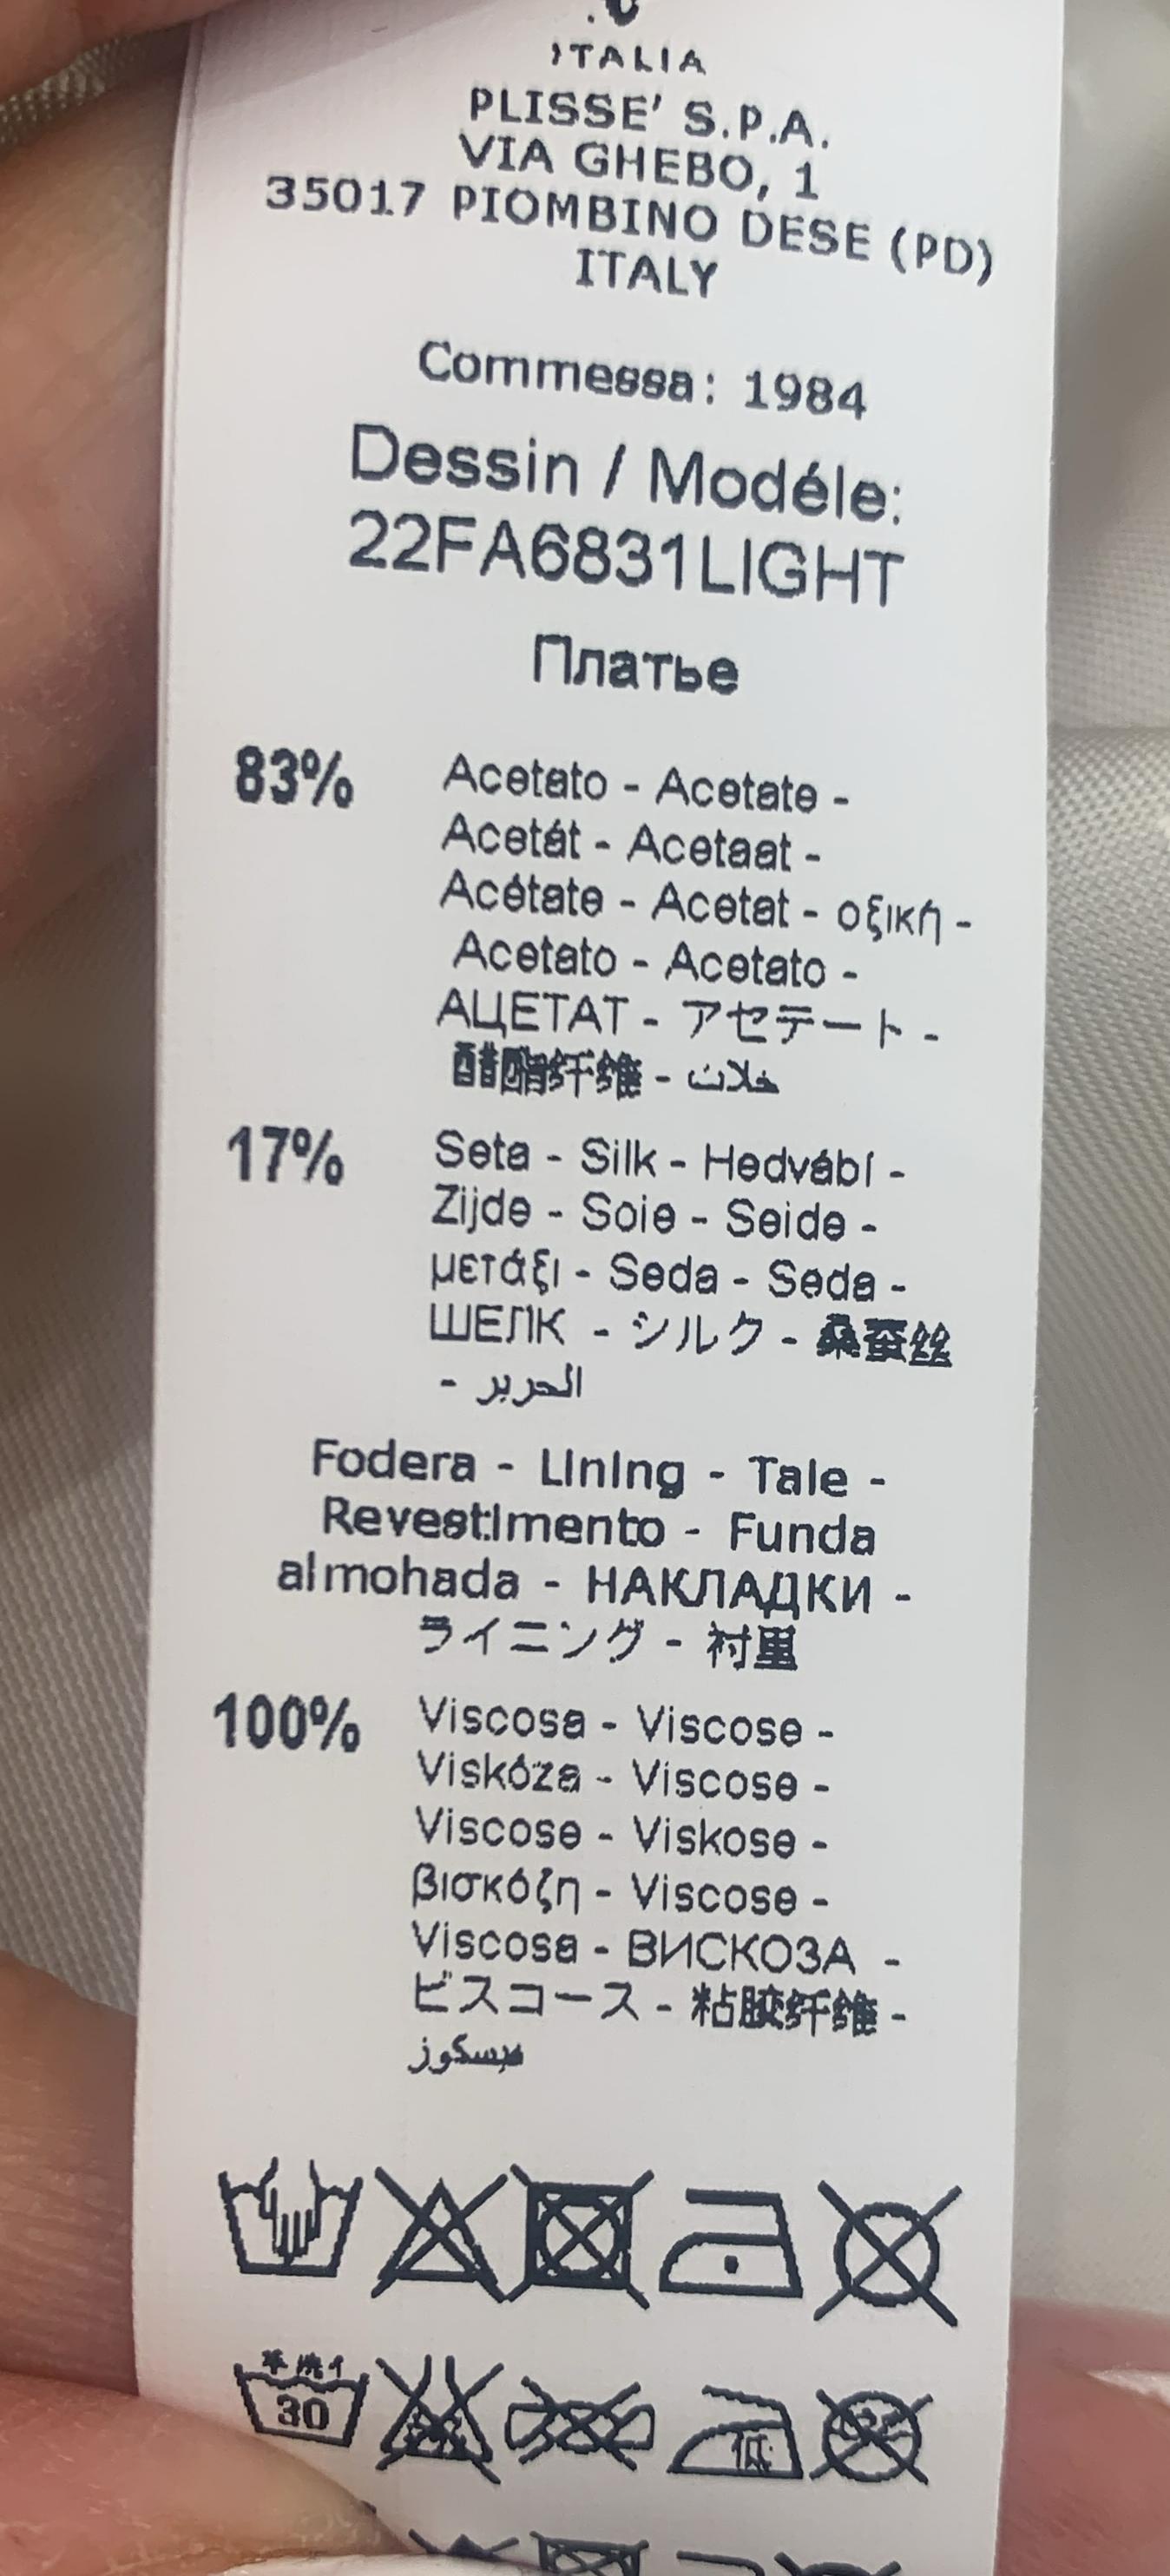 ITALIA
PLISSE' S.P.A.
VIA GHEBO, 1
35017 PIOMBINO DESE (PD)
ITALY
Commessa: 1984
Dessin / Modéle:
22FA6831LIGHT
Платье
83% Acetato - Acetate -
Acetát - Acetaat -
Acétate - Acetat - οξική -
Acetato - Acetato -
АЦЕТАТ - アセテート -
醋酯纤维 - خلات
17% Seta - Silk - Hedvábí -
Zijde - Soie - Seide -
μετάξι - Seda - Seda -
ШЕЛК - シルク - 桑蚕丝
- الحرير
Fodera - Lining - Tale -
Revestimento - Funda
almohada - НАКЛАДКИ -
ライニング - 衬里
100% Viscosa - Viscose -
Viskóza - Viscose -
Viscose - Viskose -
βισκόζη - Viscose -
Viscosa - ВИСКОЗА -
ビスコース - 粘胶纤维 -
فيسكوز
手洗イ
30
低